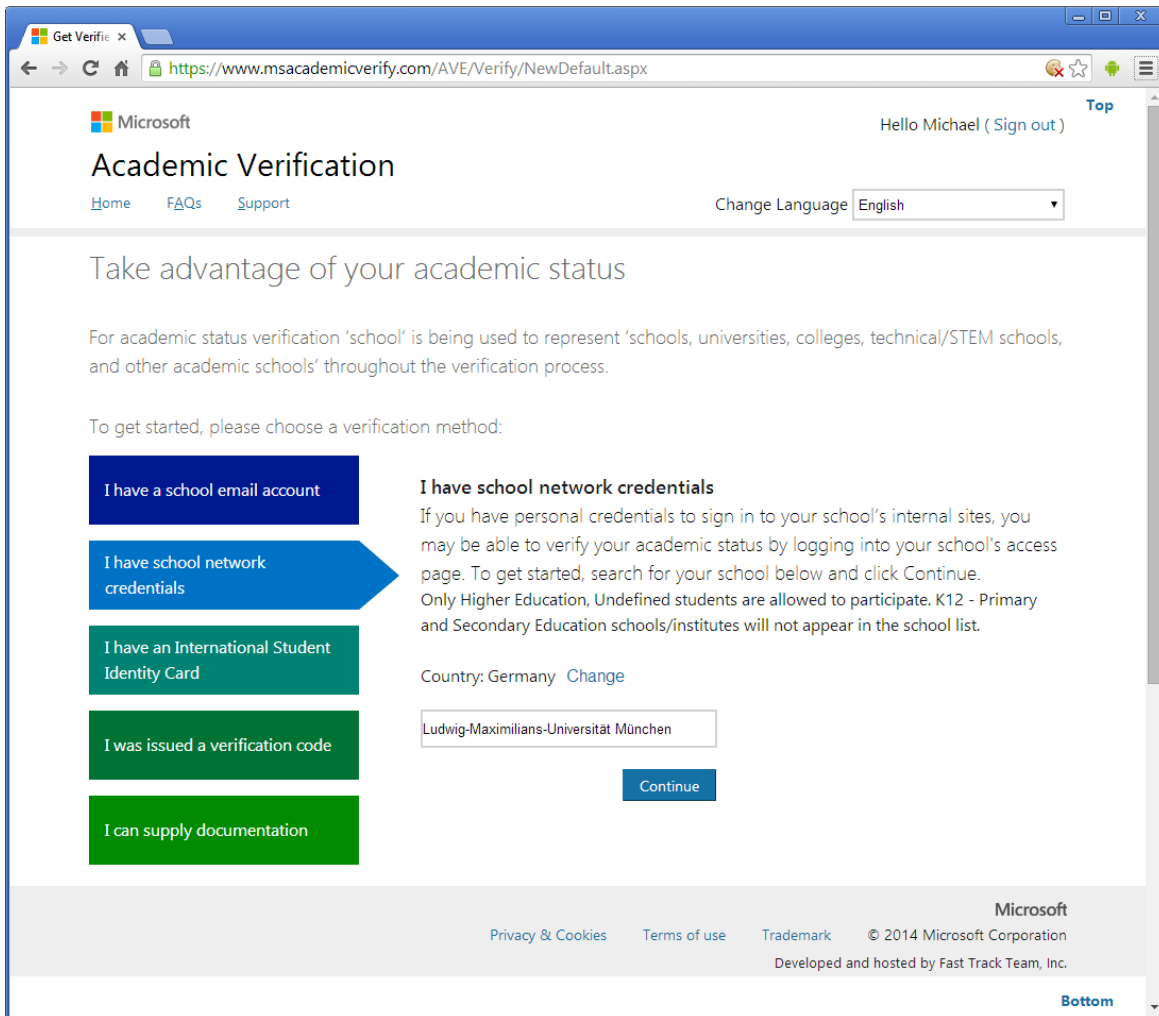 Get Verifie
https://www.msacademicverify.com/AVE/Verify/NewDefault.aspx
Top
Microsoft
Hello Michael ( Sign out )
Academic Verification
Home FAQs Support
Change Language English
Take advantage of your academic status
For academic status verification ‘school’ is being used to represent ‘schools, universities, colleges, technical/STEM schools,
and other academic schools’ throughout the verification process.
To get started, please choose a verification method:
I have a school email account
I have school network
credentials
I have an International Student
Identity Card
I was issued a verification code
I can supply documentation
I have school network credentials
If you have personal credentials to sign in to your school’s internal sites, you
may be able to verify your academic status by logging into your school's access
page. To get started, search for your school below and click Continue.
Only Higher Education, Undefined students are allowed to participate. K12 - Primary
and Secondary Education schools/institutes will not appear in the school list.
Country: Germany Change
Ludwig-Maximilians-Universität München
Continue
Microsoft
Privacy & Cookies Terms of use Trademark © 2014 Microsoft Corporation
Developed and hosted by Fast Track Team, Inc.
Bottom